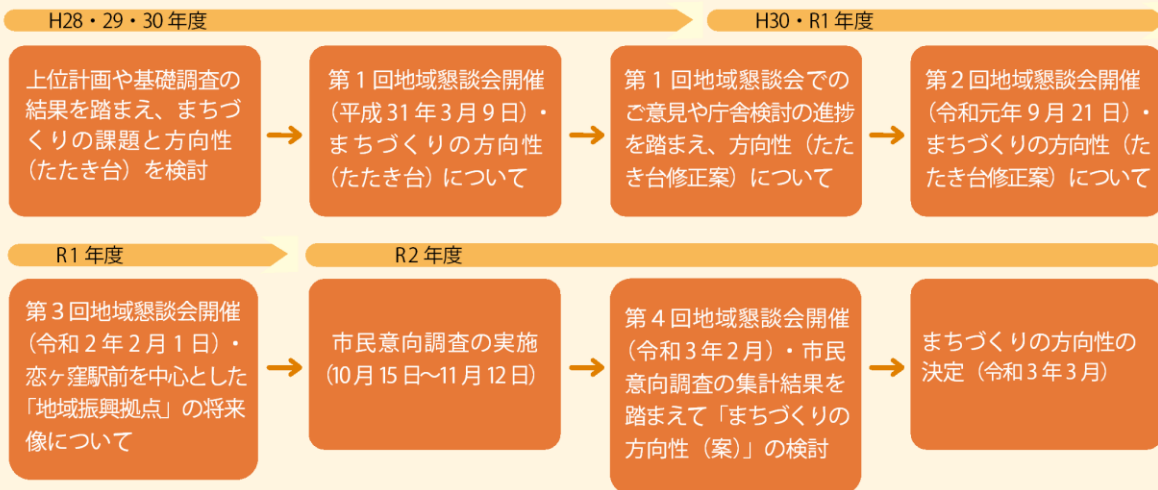 H28・29・30 年度
H30・R1 年度
上位計画や基礎調査の
結果を踏まえ、まちづ
くりの課題と方向性
（たたき台）を検討
第１回地域懇談会開催
（平成 31 年 3 月 9 日）・
まちづくりの方向性
（たたき台）について
第１回地域懇談会での
ご意見や庁舎検討の進捗
を踏まえ、方向性（たた
き台修正案）について
第２回地域懇談会開催
（令和元年 9 月 21 日）・
まちづくりの方向性（た
たき台修正案）について
R1 年度
R2 年度
第３回地域懇談会開催
（令和 2 年 2 月 1 日）・
恋ヶ窪駅前を中心とした
「地域振興拠点」の将来
像について
市民意向調査の実施
（10月 15 日～11月 12 日）
第４回地域懇談会開催
（令和 3 年 2 月）・市民
意向調査の集計結果を
踏まえて「まちづくりの
方向性（案）」の検討
まちづくりの方向性の
決定（令和 3 年 3 月）